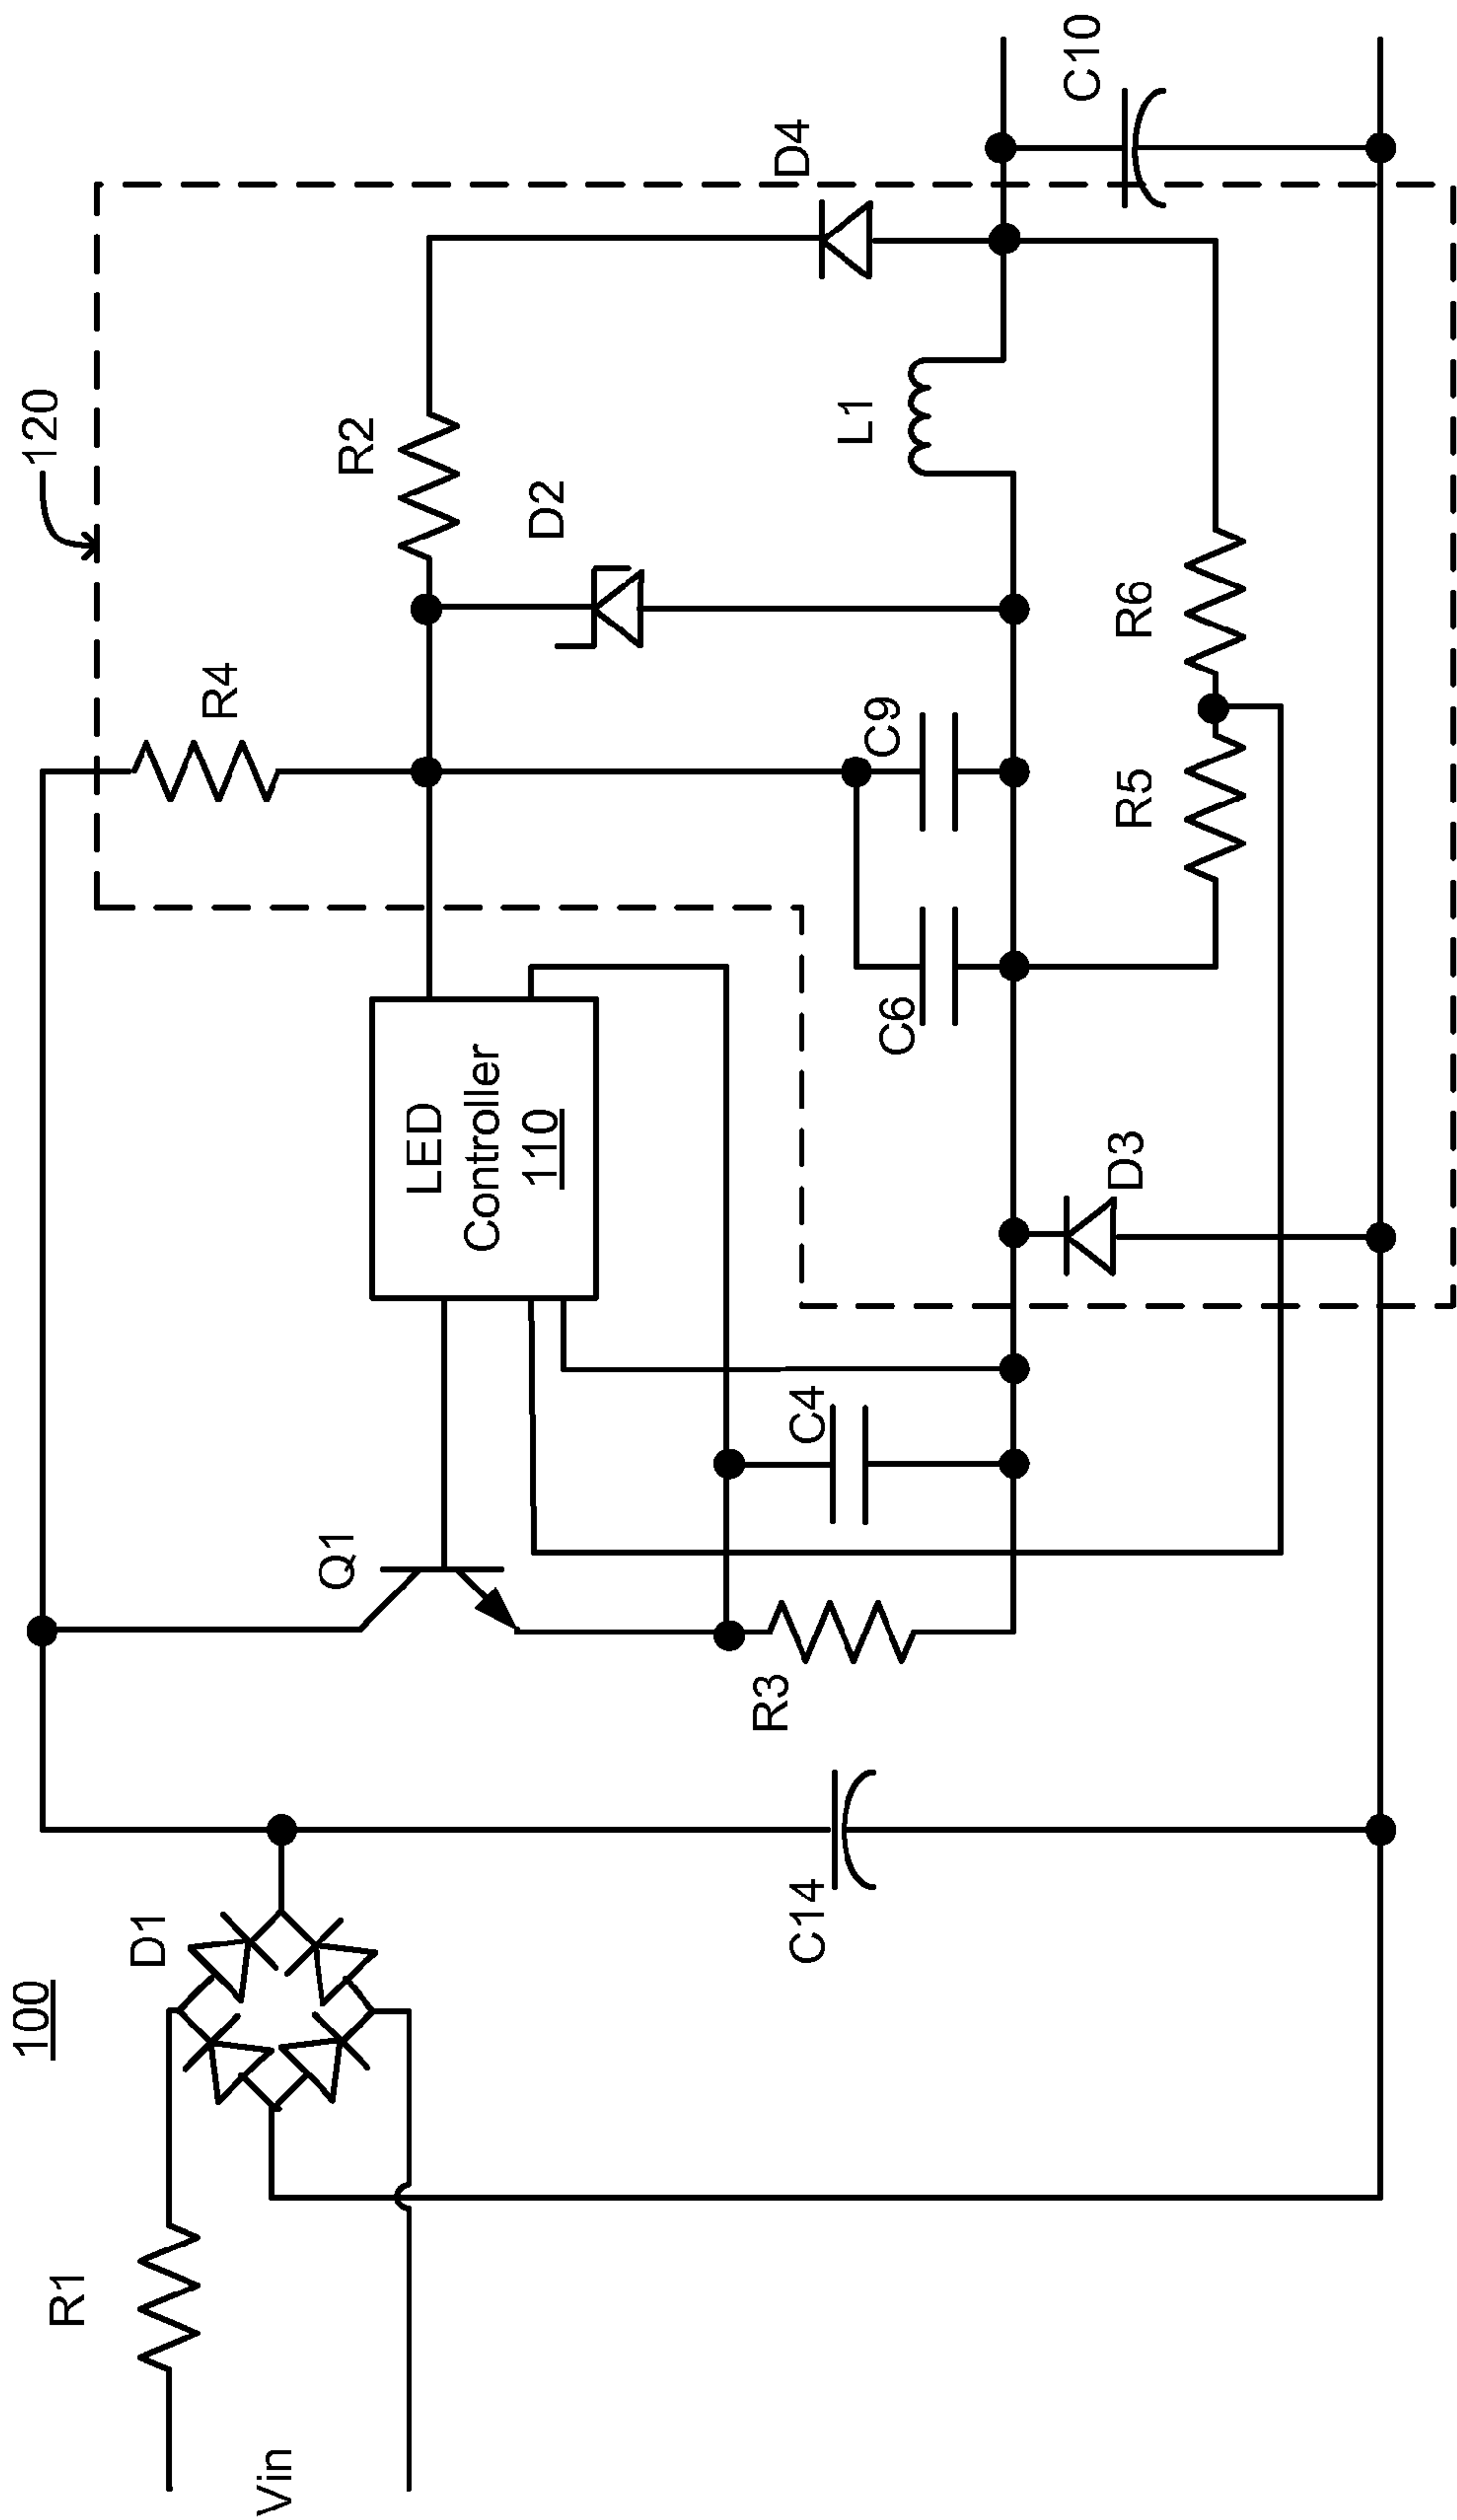 100
120
R1
D1
R4
Q1
R2
LED
Controller
110
D2
Vin
R3
C4
D4
C14
L1
C6
C9
C10
D3
R5
R6